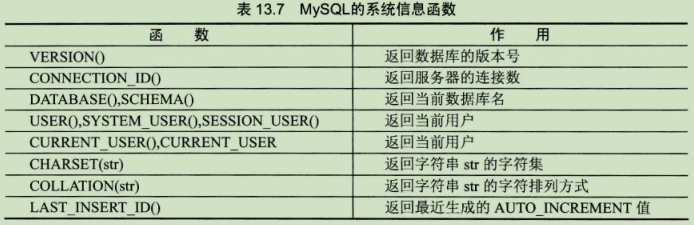 表 13.7 MySQL的系统信息函数
函 数 作 用
VERSION() 返回数据库的版本号
CONNECTION_ID() 返回服务器的连接数
DATABASE(),SCHEMA() 返回当前数据库名
USER(),SYSTEM_USER(),SESSION_USER() 返回当前用户
CURRENT_USER(),CURRENT_USER 返回当前用户
CHARSET(str) 返回字符串 str 的字符集
COLLATION(str) 返回字符串 str 的字符排列方式
LAST_INSERT_ID() 返回最近生成的 AUTO_INCREMENT 值